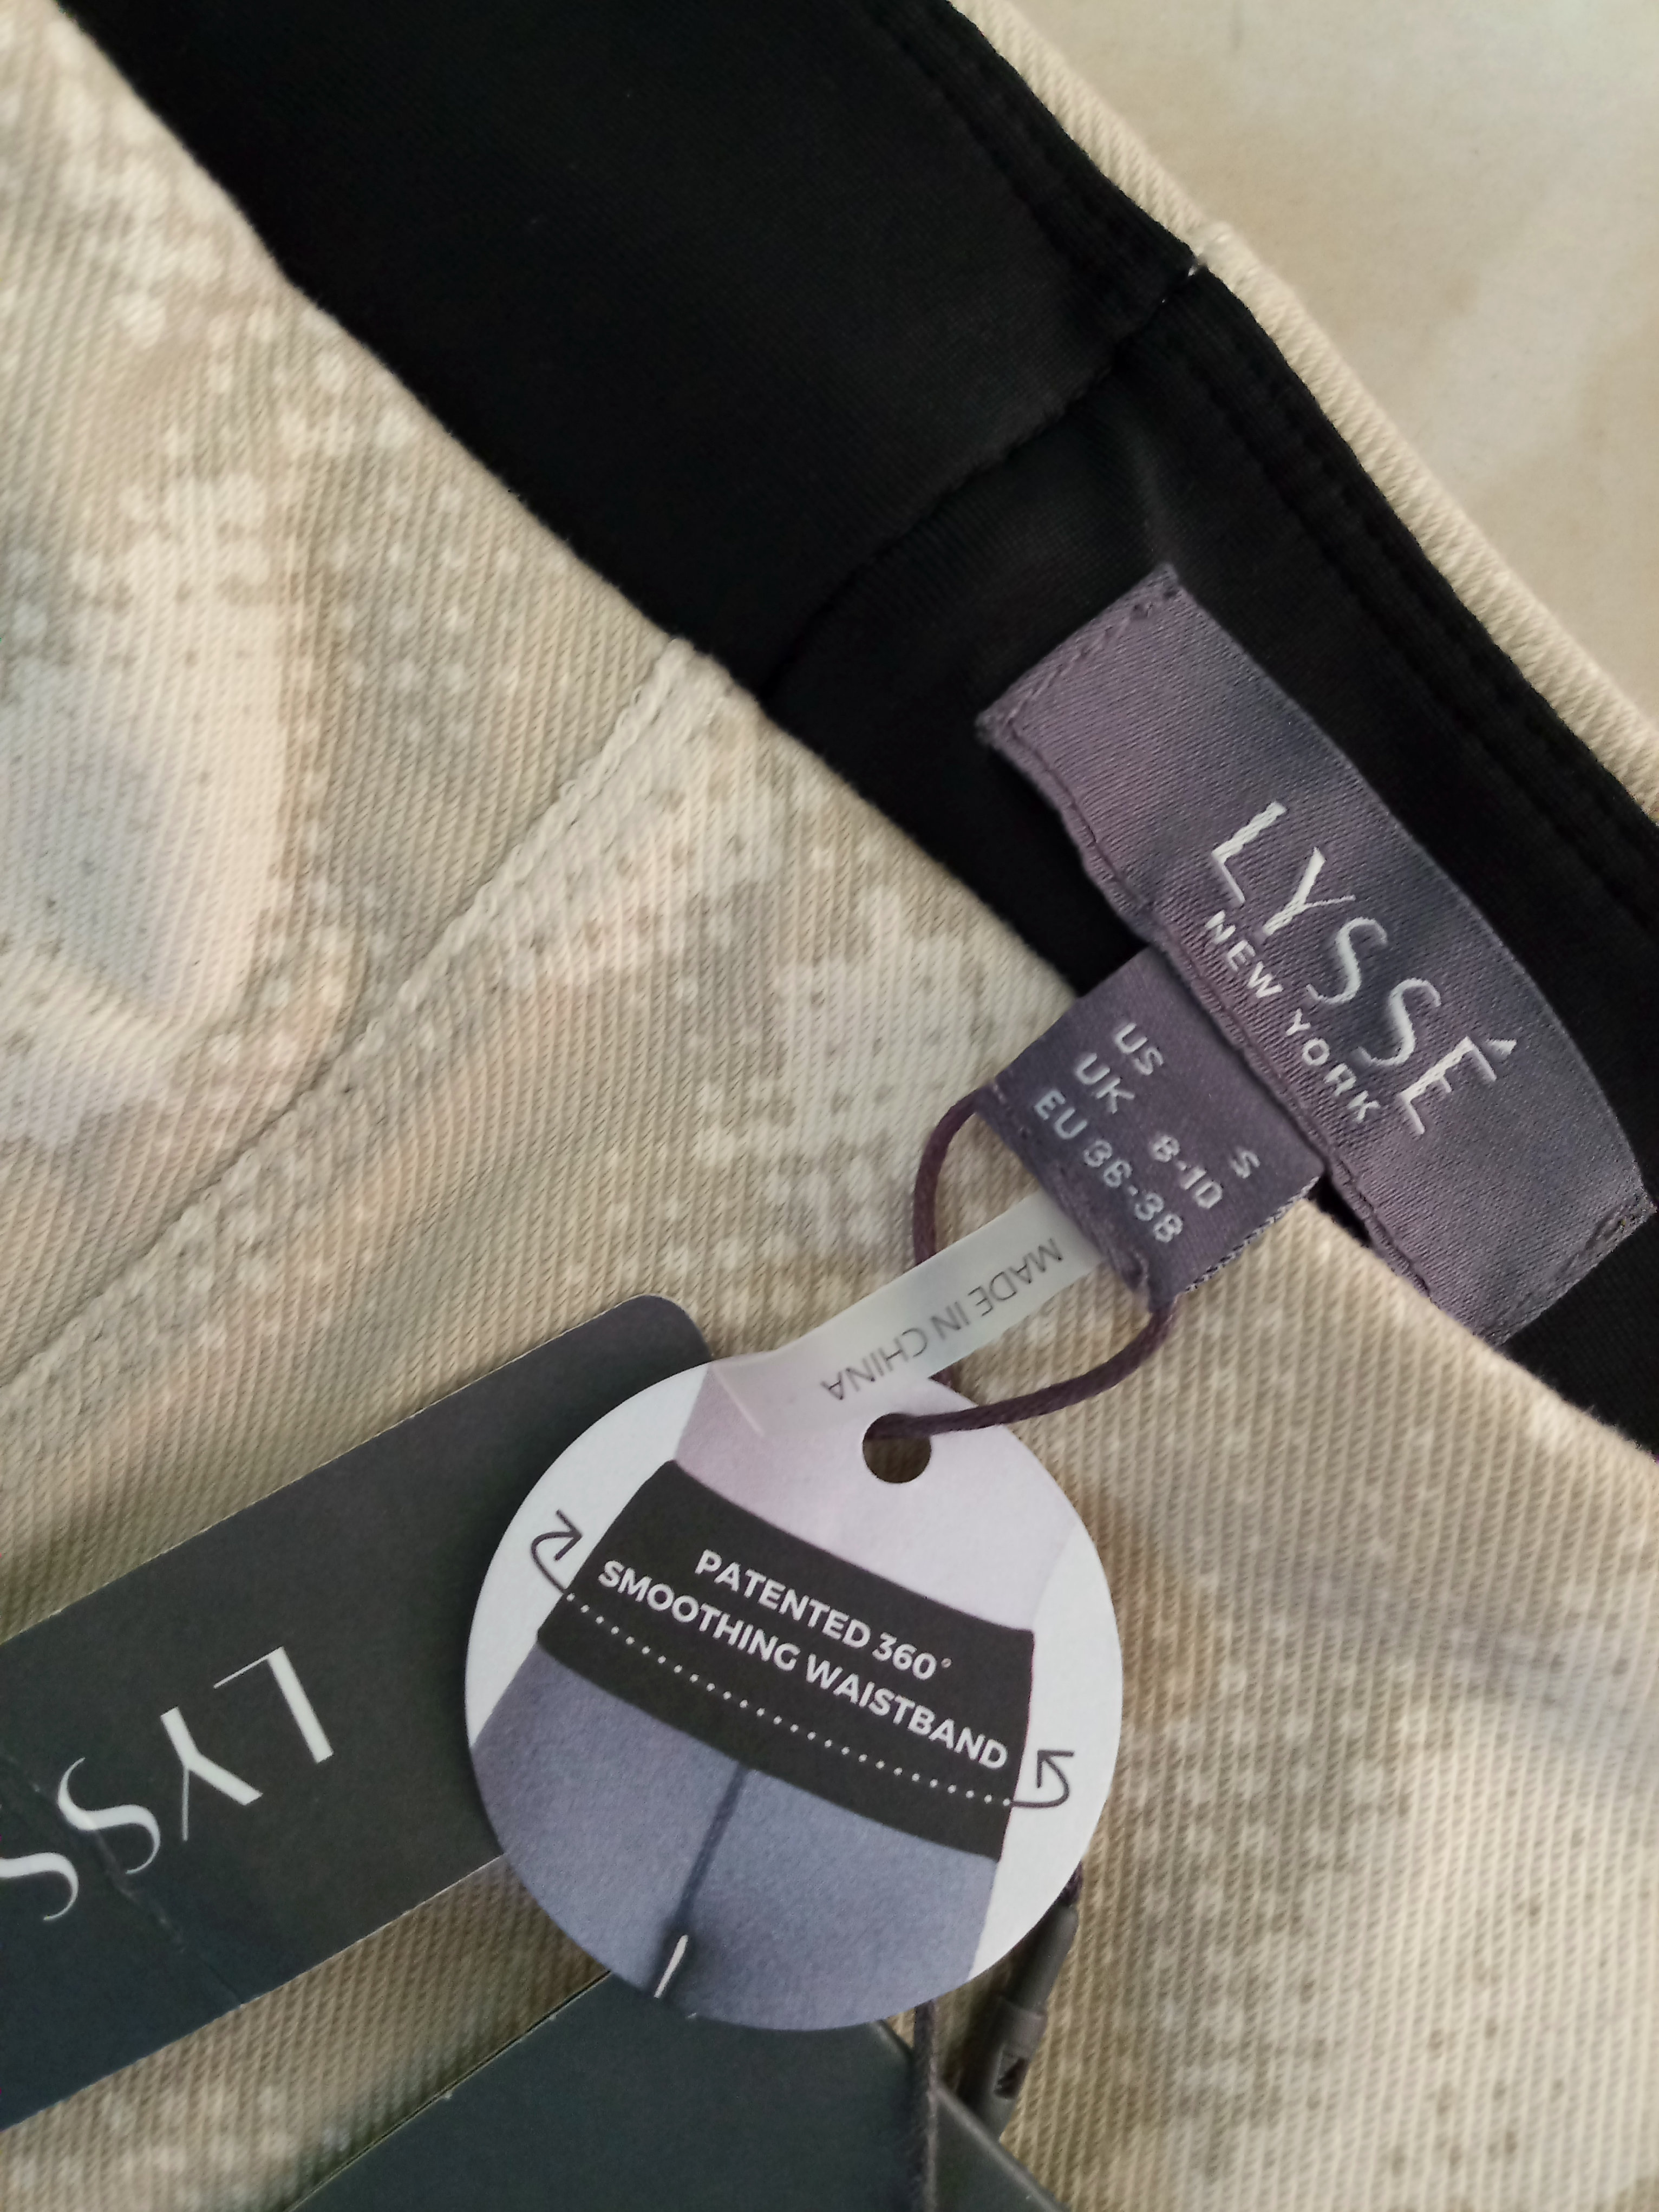 LYSSÉ
NEW YORK
US S
UK 8-10
EU 36-38
MADE IN CHINA
PATENTED 360°
SMOOTHING WAISTBAND
LYSS